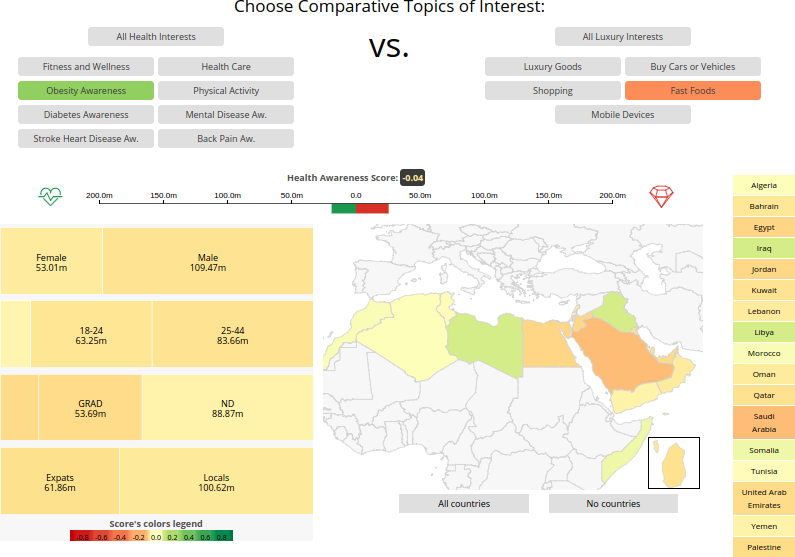 Choose Comparative Topics of Interest:
All Health Interests
VS.
All Luxury Interests
Fitness and Wellness
Health Care
Luxury Goods
Buy Cars or Vehicles
Obesity Awareness
Physical Activity
Shopping
Fast Foods
Diabetes Awareness
Mental Disease Aw.
Mobile Devices
Stroke Heart Disease Aw.
Back Pain Aw.
Health Awareness Score: -0.04
200.0m 150.0m 100.0m 50.0m 0.0 50.0m 100.0m 150.0m 200.0m
Female
53.01m
Male
109.47m
18-24
63.25m
25-44
83.66m
GRAD
53.69m
ND
88.87m
Expats
61.86m
Locals
100.62m
Score's colors legend
-0.8 -0.6 -0.4 -0.2 0.0 0.2 0.4 0.6 0.8
All countries
No countries
Algeria
Bahrain
Egypt
Iraq
Jordan
Kuwait
Lebanon
Libya
Morocco
Oman
Qatar
Saudi
Arabia
Somalia
Tunisia
United Arab
Emirates
Yemen
Palestine